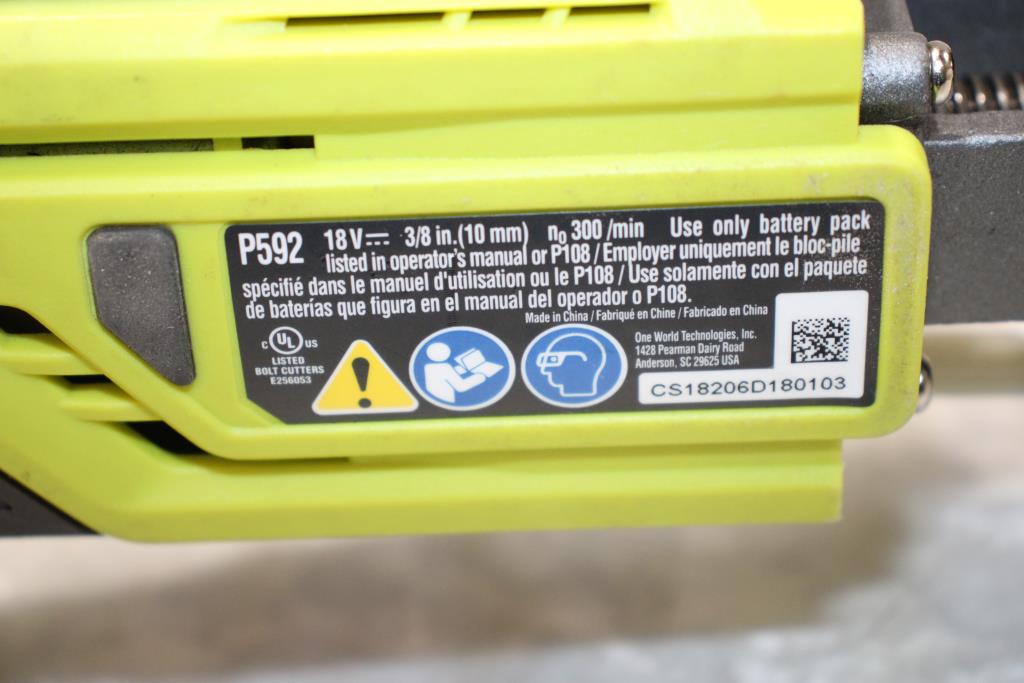 P592 18V⎓ 3/8 in.(10 mm) n0 300 /min Use only battery pack
listed in operator's manual or P108 / Employer uniquement le bloc-pile
spécifié dans le manuel d'utilisation ou le P108 / Use solamente con el paquete
de baterías que figura en el manual del operador o P108.
Made in China / Fabriqué en Chine / Fabricado en China
C UL US
LISTED
BOLT CUTTERS
E256053
One World Technologies, Inc.
1428 Pearman Dairy Road
Anderson, SC 29625 USA
CS18206D180103